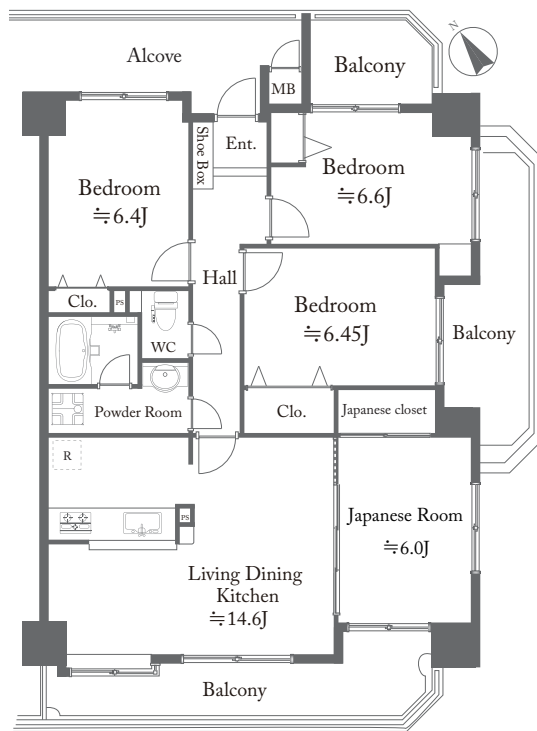 N
Alcove
Balcony
MB
Shoe Box
Ent.
Bedroom
≒6.4J
Bedroom
≒6.6J
Hall
Bedroom
≒6.45J
Balcony
Clo.
PS
WC
Powder Room
Clo.
Japanese closet
R
PS
Japanese Room
≒6.0J
Living Dining
Kitchen
≒14.6J
Balcony